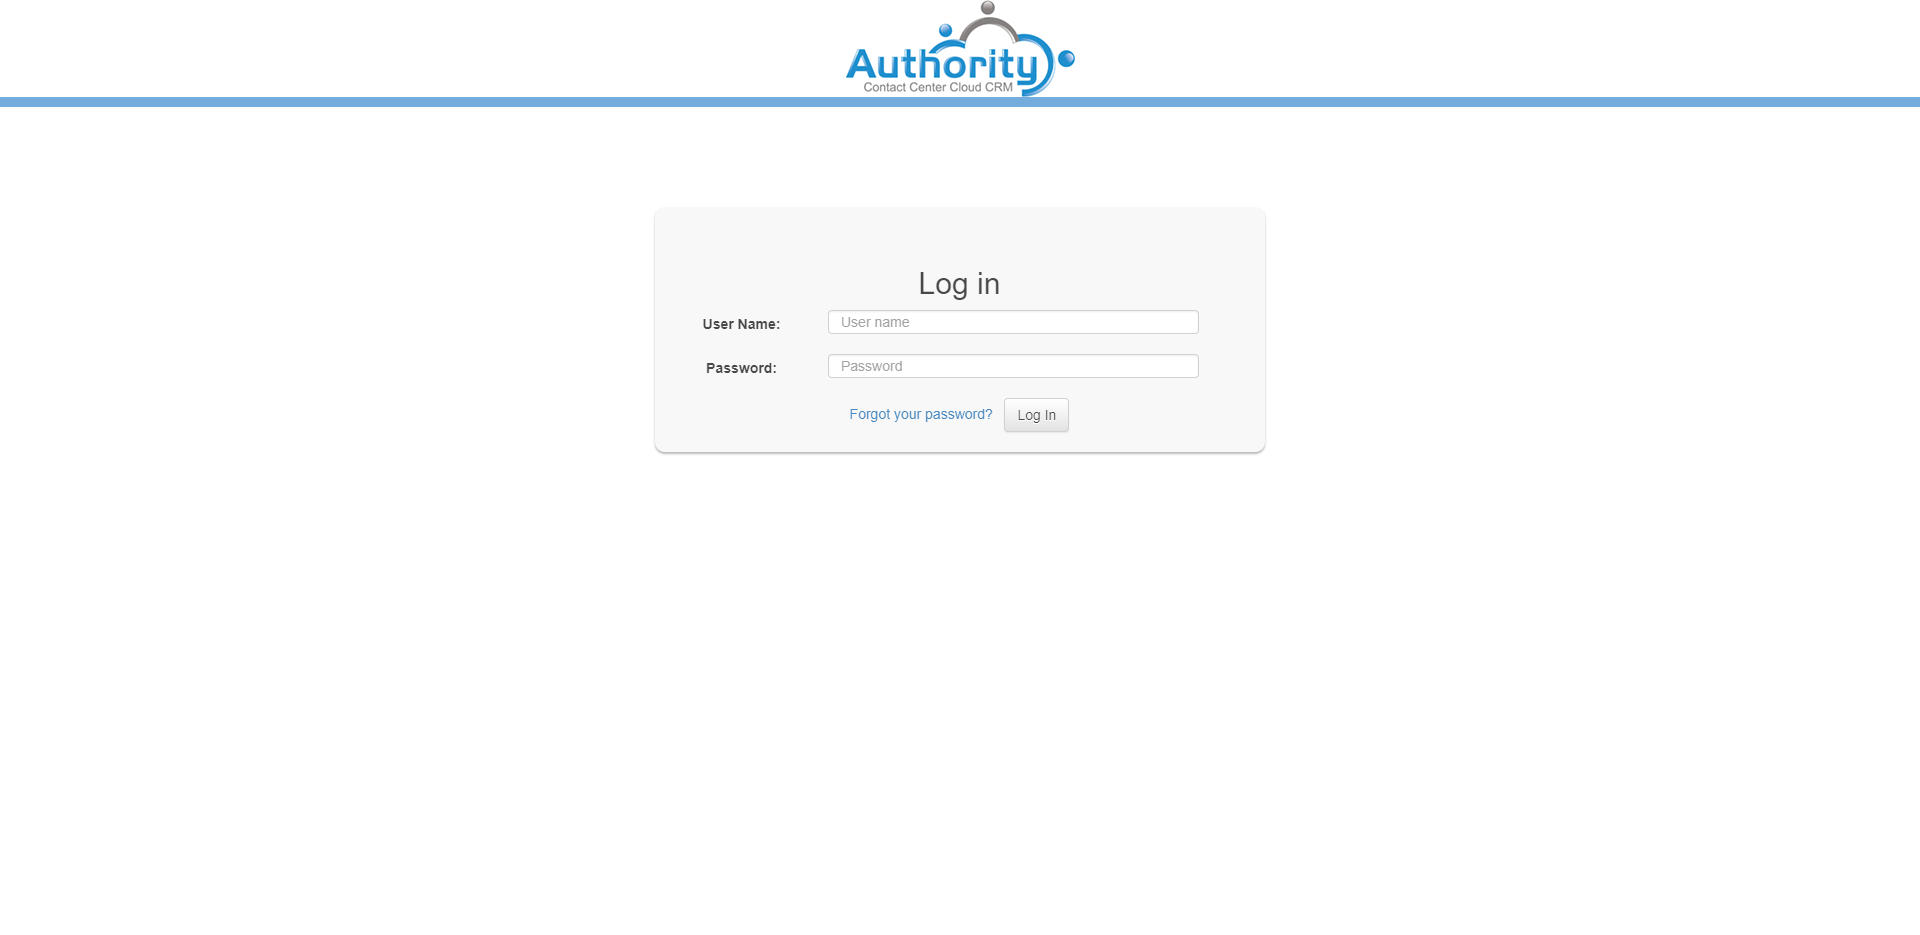 Authority
Contact Center Cloud CRM
Log in
User Name: User name
Password: Password
Forgot your password? Log In